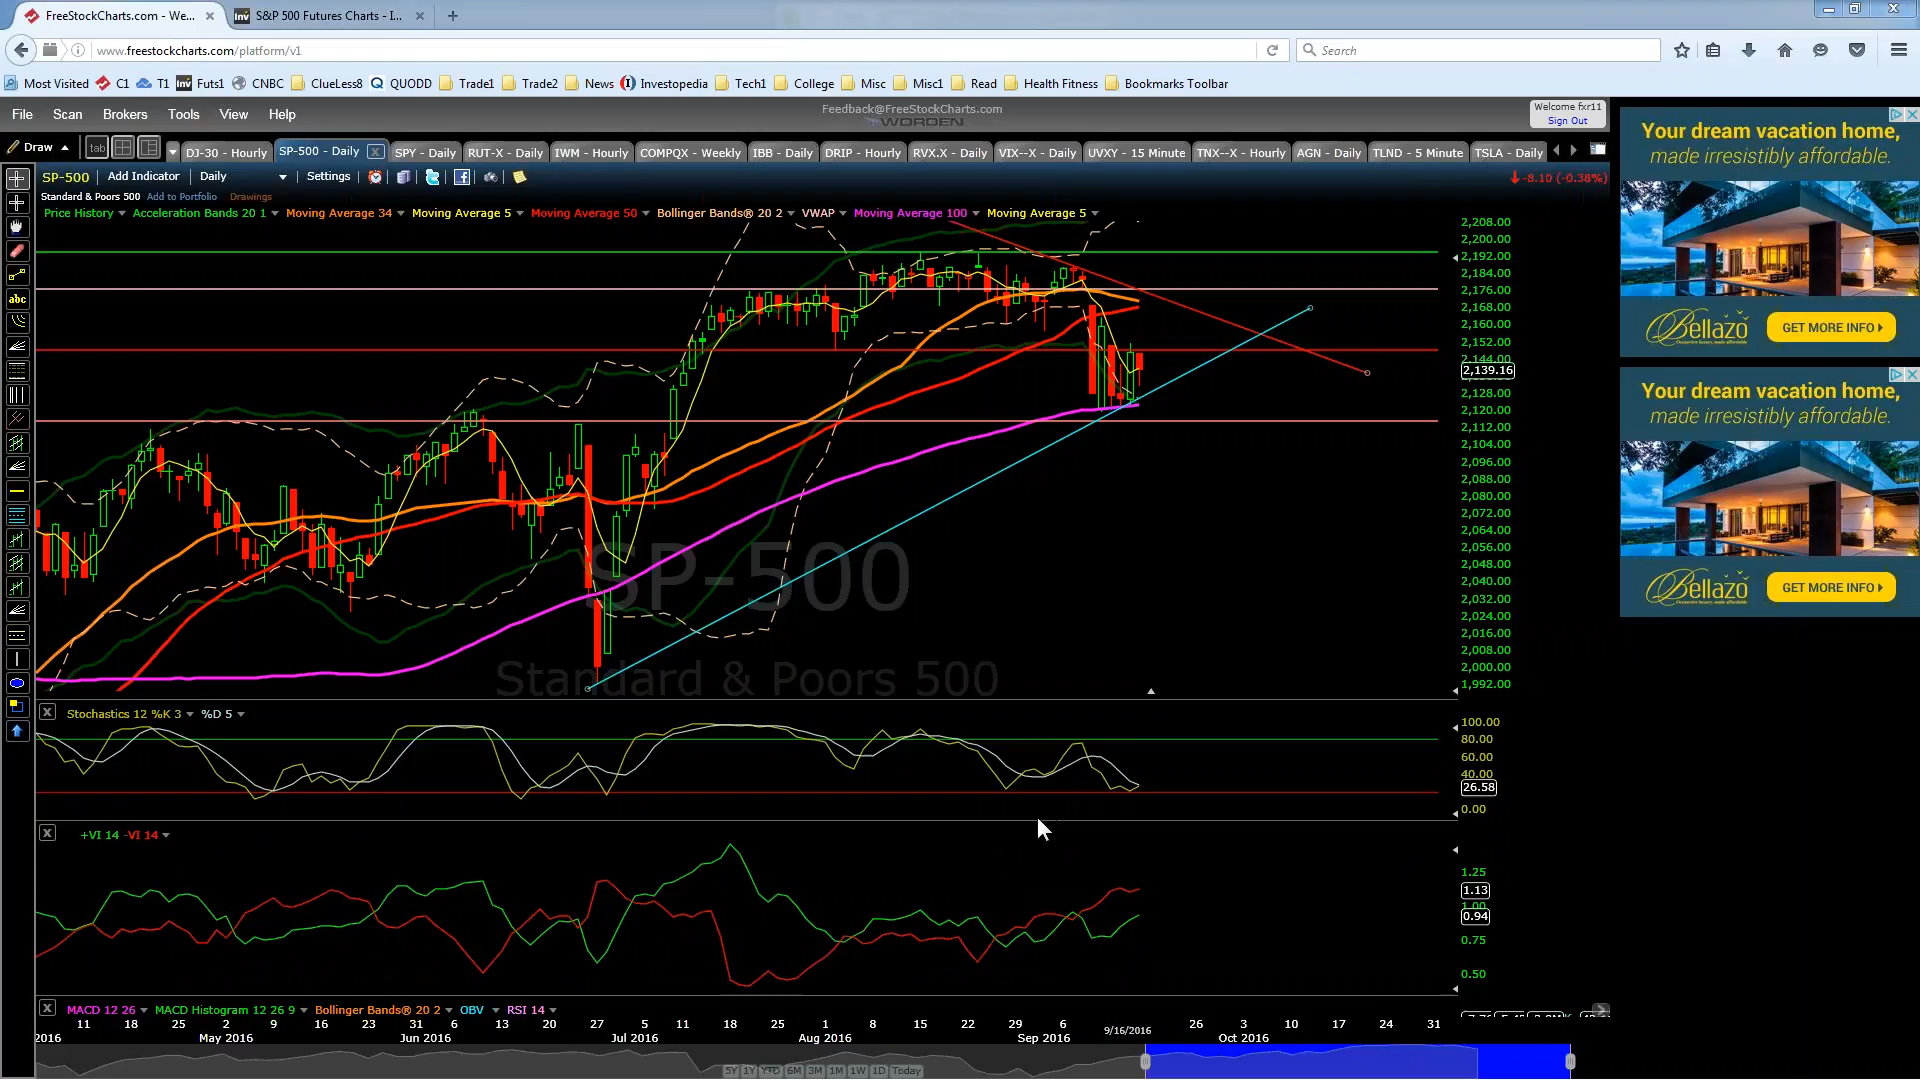 FreeStockCharts.com - We...
S&P 500 Futures Charts - I...
www.freestockcharts.com/platform/v1
Search
Most Visited C1 T1 Futs1 CNBC ClueLess8 QUODD Trade1 Trade2 News Investopedia Tech1 College Misc Misc1 Read Health Fitness Bookmarks Toolbar
File Scan Brokers Tools View Help
Feedback@FreeStockCharts.com
WORDEN
Welcome fxr11
Sign Out
Draw tab DJ-30 - Hourly SP-500 - Daily SPY - Daily RUT-X - Daily IWM - Hourly COMPQX - Weekly IBB - Daily DRIP - Hourly RVX.X - Daily VIX--X - Daily UVXY - 15 Minute TNX--X - Hourly AGN - Daily TLND - 5 Minute TSLA - Daily
SP-500 Add Indicator Daily Settings
-8.10 (-0.38%)
Standard & Poors 500 Add to Portfolio Drawings
Price History Acceleration Bands 20 1 Moving Average 34 Moving Average 5 Moving Average 50 Bollinger Bands® 20 2 VWAP Moving Average 100 Moving Average 5
abc
2,208.00
2,200.00
2,192.00
2,184.00
2,176.00
2,168.00
2,160.00
2,152.00
2,144.00
2,139.16
2,128.00
2,120.00
2,112.00
2,104.00
2,096.00
2,088.00
2,080.00
2,072.00
2,064.00
2,056.00
2,048.00
2,040.00
2,032.00
2,024.00
2,016.00
2,008.00
2,000.00
1,992.00
SP-500
Standard & Poors 500
Stochastics 12 %K 3 %D 5
100.00
80.00
60.00
40.00
26.58
0.00
+VI 14 -VI 14
1.25
1.13
1.00
0.94
0.75
0.50
MACD 12 26 MACD Histogram 12 26 9 Bollinger Bands® 20 2 OBV RSI 14
11 18 25 2 9 16 23 31 6 13 20 27 5 11 18 25 1 8 15 22 29 6 9/16/2016 26 3 10 17 24 31
2016 May 2016 Jun 2016 Jul 2016 Aug 2016 Sep 2016 Oct 2016
5Y 1Y YTD 6M 3M 1M 1W 1D Today
Your dream vacation home,
made irresistibly affordable.
Bellazo
GET MORE INFO
Your dream vacation home,
made irresistibly affordable.
Bellazo
GET MORE INFO